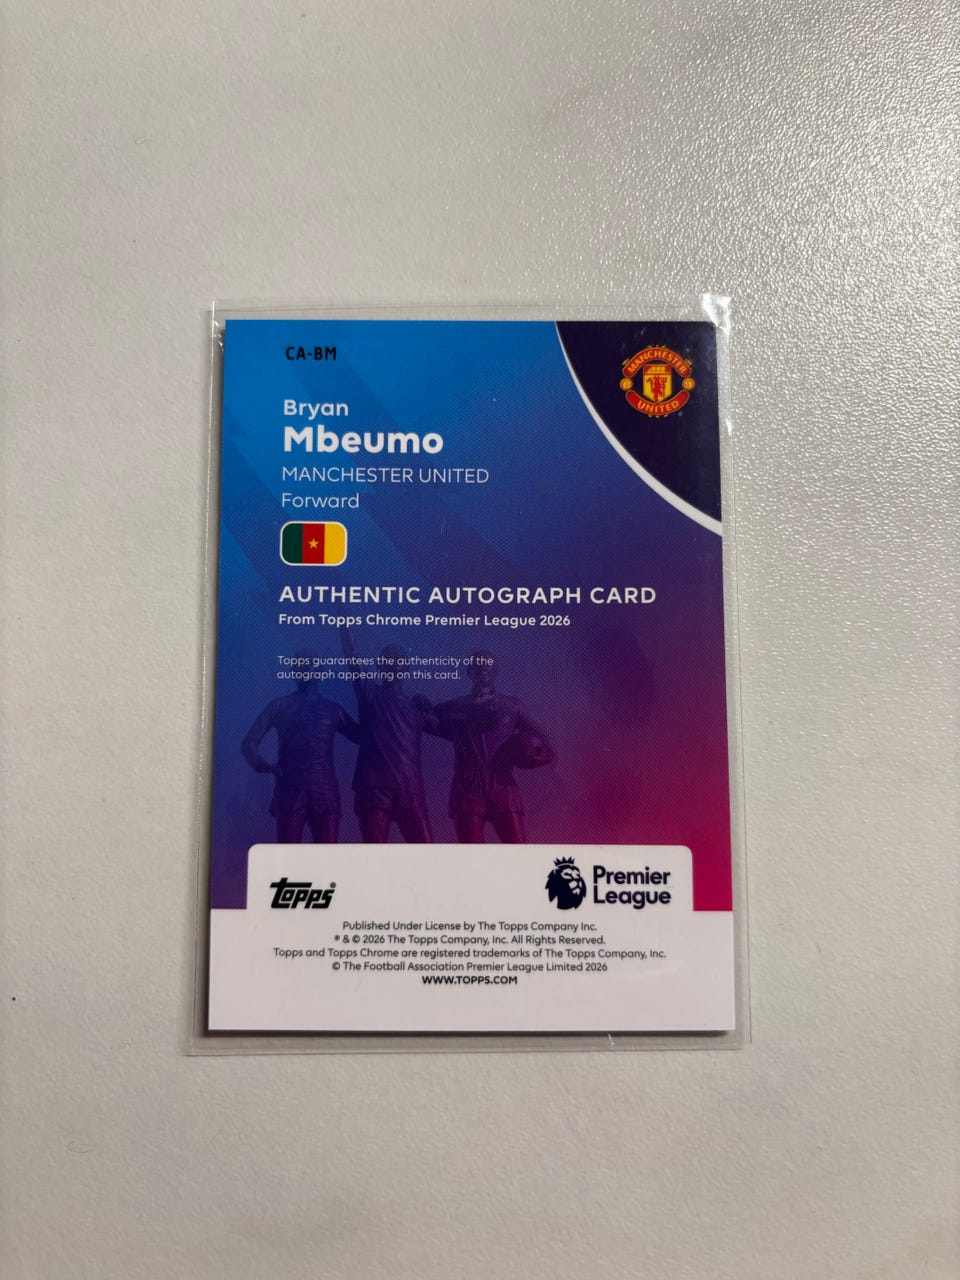 CA-BM
MANCHESTER
UNITED
Bryan
Mbeumo
MANCHESTER UNITED
Forward
AUTHENTIC AUTOGRAPH CARD
From Topps Chrome Premier League 2026
Topps guarantees the authenticity of the
autograph appearing on this card.
topps®
Premier
League
Published Under License by The Topps Company Inc.
® & © 2026 The Topps Company, Inc. All Rights Reserved.
Topps and Topps Chrome are registered trademarks of The Topps Company, Inc.
© The Football Association Premier League Limited 2026
WWW.TOPPS.COM